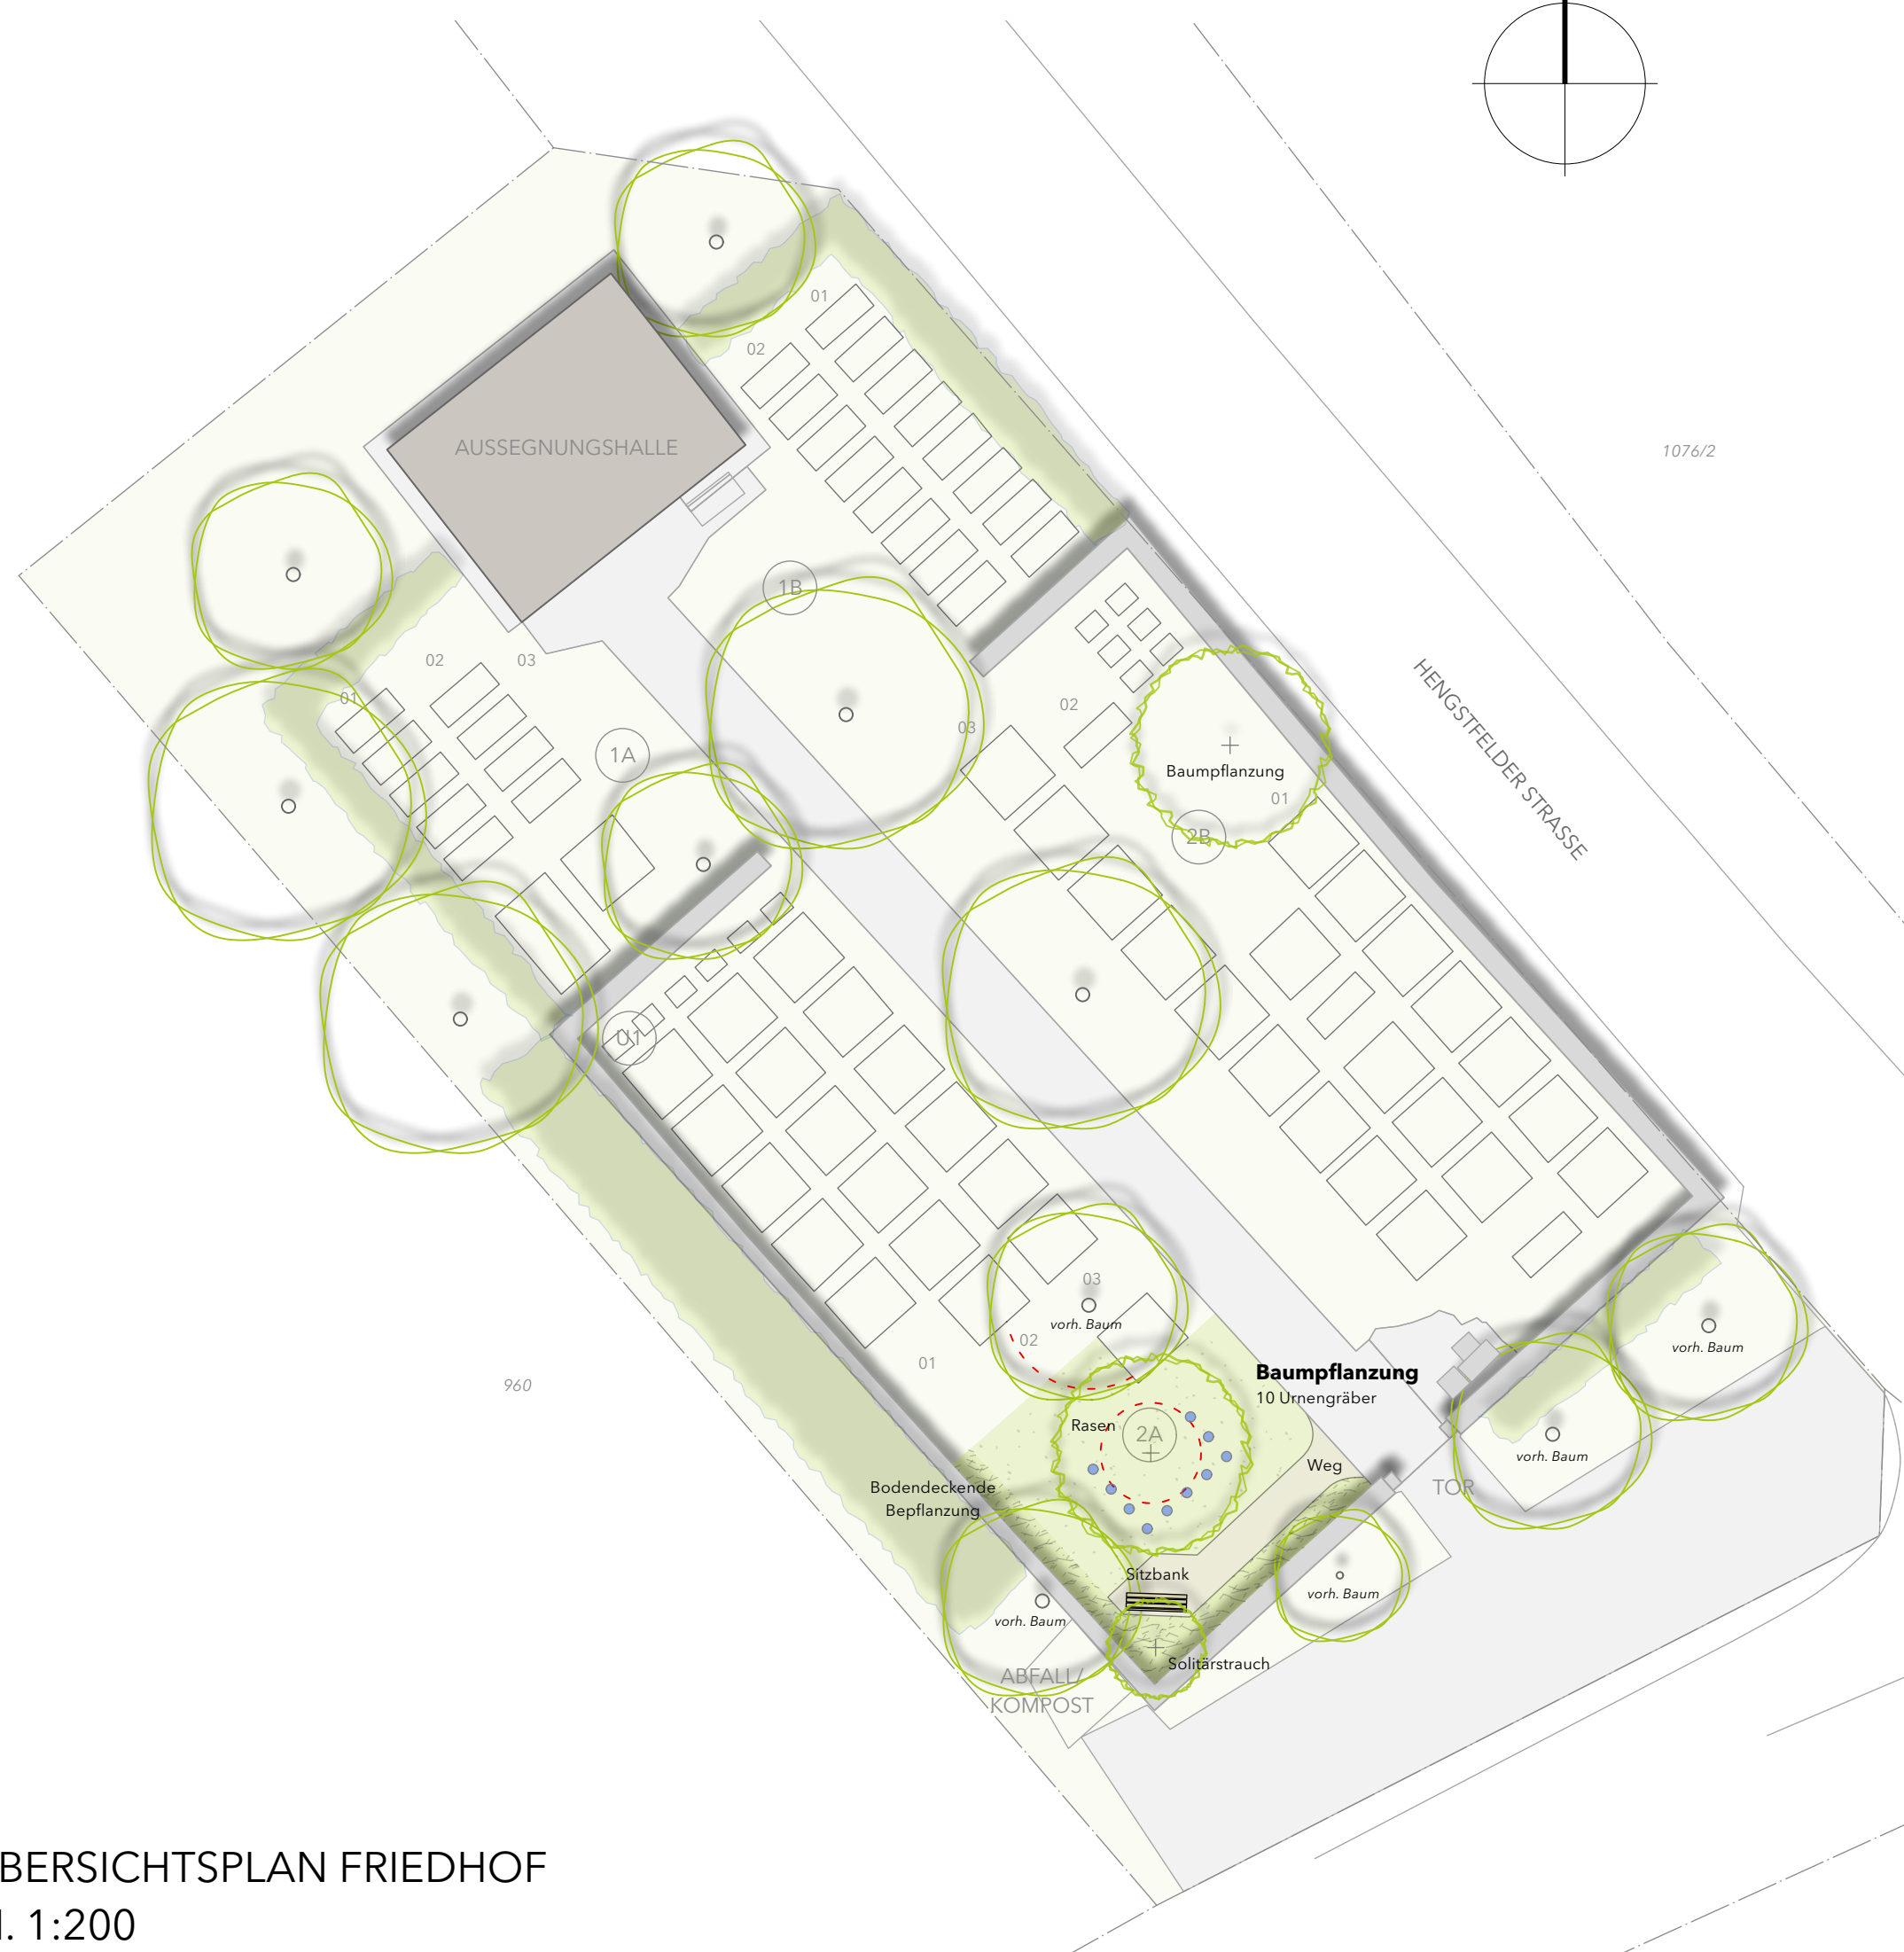 01
02
AUSSEGNUNGSHALLE
1076/2
1B
02
03
01
1A
03
02
HENGSTFELDER STRASSE
Baumpflanzung
01
2B
U1
03
vorh. Baum
02
01
vorh. Baum
960
Baumpflanzung
10 Urnengräber
Rasen
2A
Weg
vorh. Baum
TOR
Bodendeckende
Bepflanzung
Sitzbank
vorh. Baum
vorh. Baum
Solitärstrauch
ABFALL/
KOMPOST
BERSICHTSPLAN FRIEDHOF
1:200